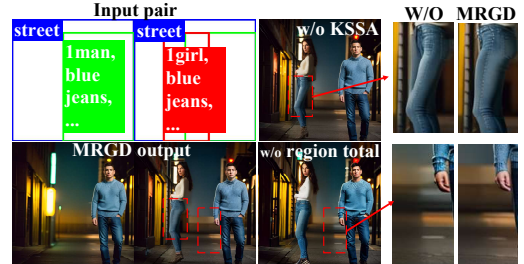 Input pair
street
1man,
blue
jeans,
...
street
1girl,
blue
jeans,
...
w/o KSSA
W/O
MRGD
MRGD output
w/o region total